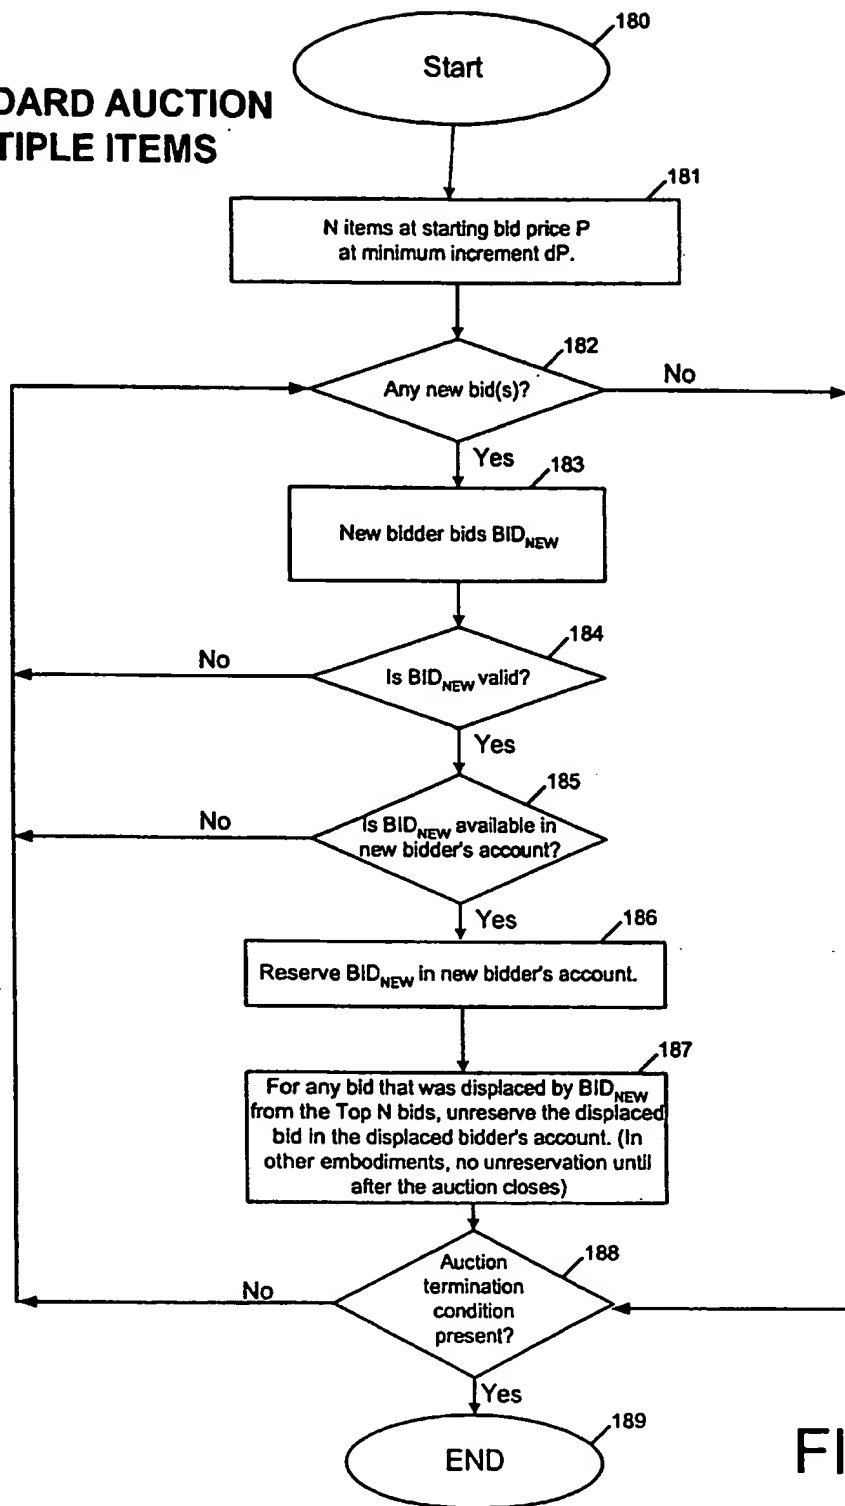 180
Start
DARD AUCTION
TIPLE ITEMS
181
N items at starting bid price P
at minimum increment dP.
182
Any new bid(s)?
No
Yes
183
New bidder bids BID_NEW
184
No
Is BID_NEW valid?
Yes
185
No
Is BID_NEW available in
new bidder's account?
Yes
186
Reserve BID_NEW in new bidder's account.
187
For any bid that was displaced by BID_NEW
from the Top N bids, unreserve the displaced
bid in the displaced bidder's account. (In
other embodiments, no unreservation until
after the auction closes)
188
No
Auction
termination
condition
present?
Yes
189
END
FI